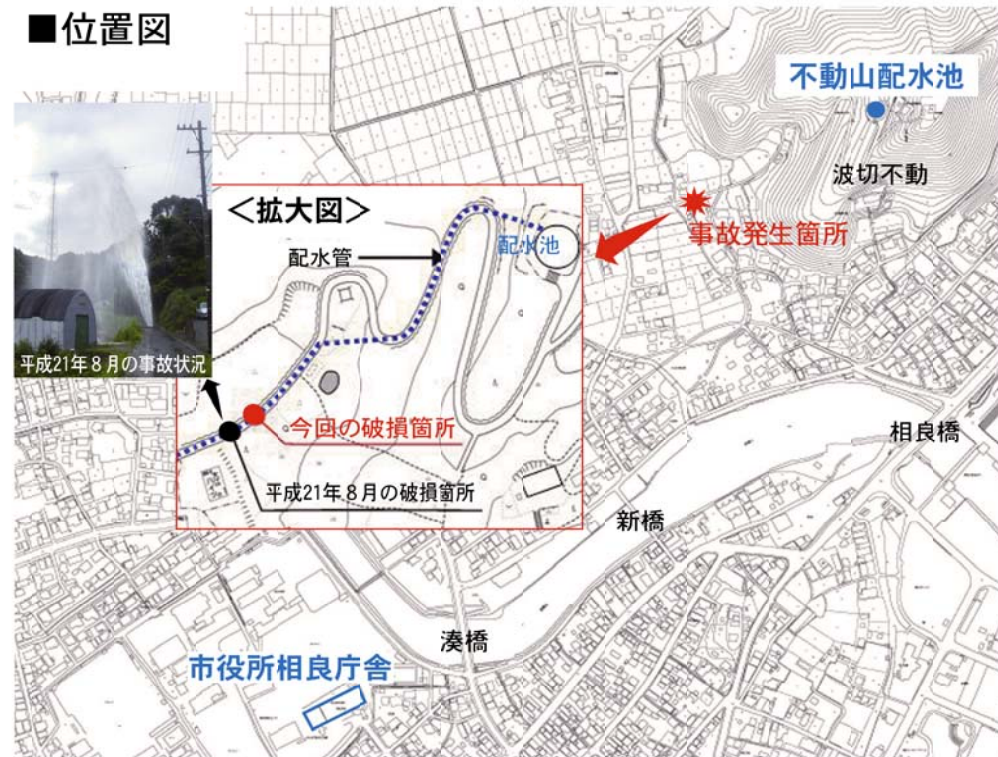 ■位置図
不動山配水池
波切不動
事故発生箇所
＜拡大図＞
配水池
配水管
平成21年８月の事故状況
今回の破損箇所
平成21年８月の破損箇所
相良橋
新橋
湊橋
市役所相良庁舎